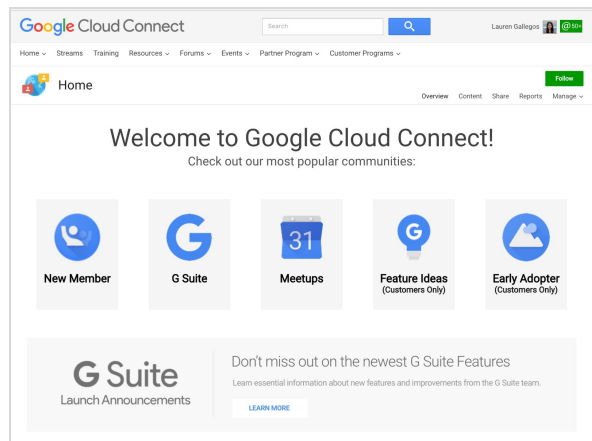 Google Cloud Connect
Search
Lauren Gallegos
@ 50+
Home Streams Training Resources Forums Events Partner Program Customer Programs
Home
Follow
Overview Content Share Reports Manage
Welcome to Google Cloud Connect!
Check out our most popular communities:
31
G
G
New Member G Suite Meetups Feature Ideas Early Adopter
(Customers Only) (Customers Only)
G Suite
Launch Announcements
Don't miss out on the newest G Suite Features
Learn essential information about new features and improvements from the G Suite team.
LEARN MORE